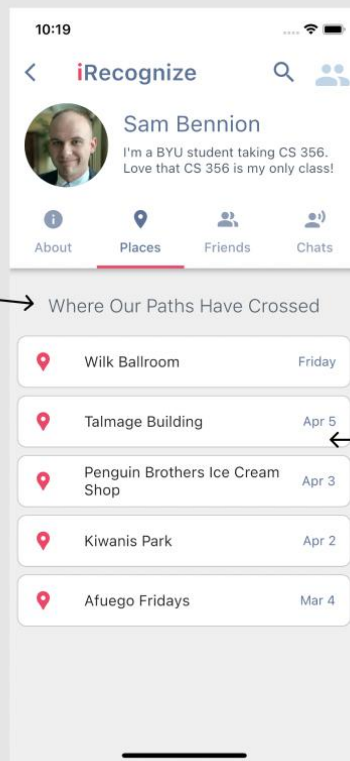 10:19
iRecognize
Sam Bennion
I'm a BYU student taking CS 356.
Love that CS 356 is my only class!
About Places Friends Chats
Where Our Paths Have Crossed
Wilk Ballroom Friday
Talmage Building Apr 5
Penguin Brothers Ice Cream
Shop Apr 3
Kiwanis Park Apr 2
Afuego Fridays Mar 4